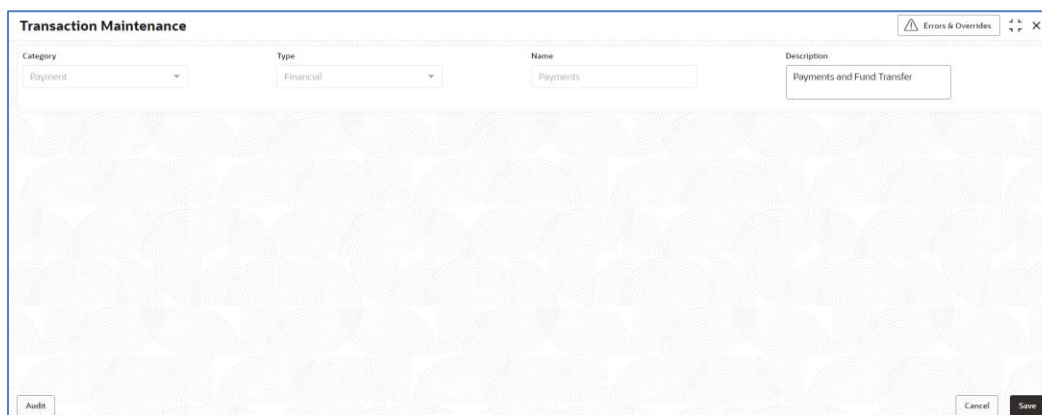 Transaction Maintenance
Errors & Overrides
Category
Type
Name
Description
Payment
Financial
Payments
Payments and Fund Transfer
Audit
Cancel
Save